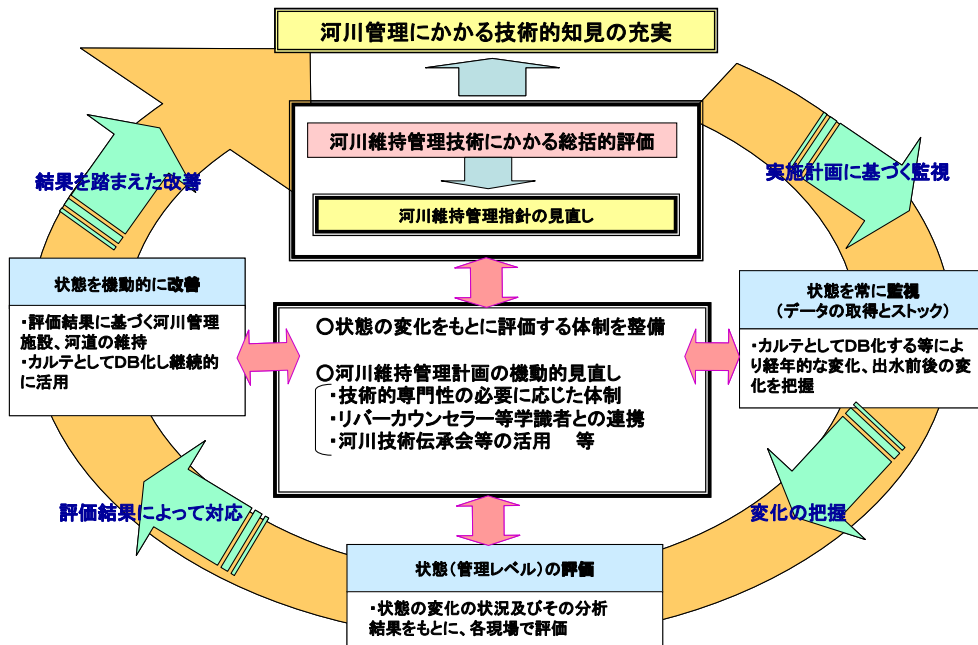 河川管理にかかる技術的知見の充実
河川維持管理技術にかかる総括的評価
河川維持管理指針の見直し
結果を踏まえた改善
実施計画に基づく監視
状態を機動的に改善
・評価結果に基づく河川管理
施設、河道の維持
・カルテとしてDB化し継続的
に活用
○状態の変化をもとに評価する体制を整備
○河川維持管理計画の機動的見直し
・技術的専門性の必要に応じた体制
・リバーカウンセラー等学識者との連携
・河川技術伝承会等の活用　等
状態を常に監視
(データの取得とストック)
・カルテとしてDB化する等によ
り経年的な変化、出水前後の変
化を把握
評価結果によって対応
変化の把握
状態(管理レベル)の評価
・状態の変化の状況及びその分析
結果をもとに、各現場で評価